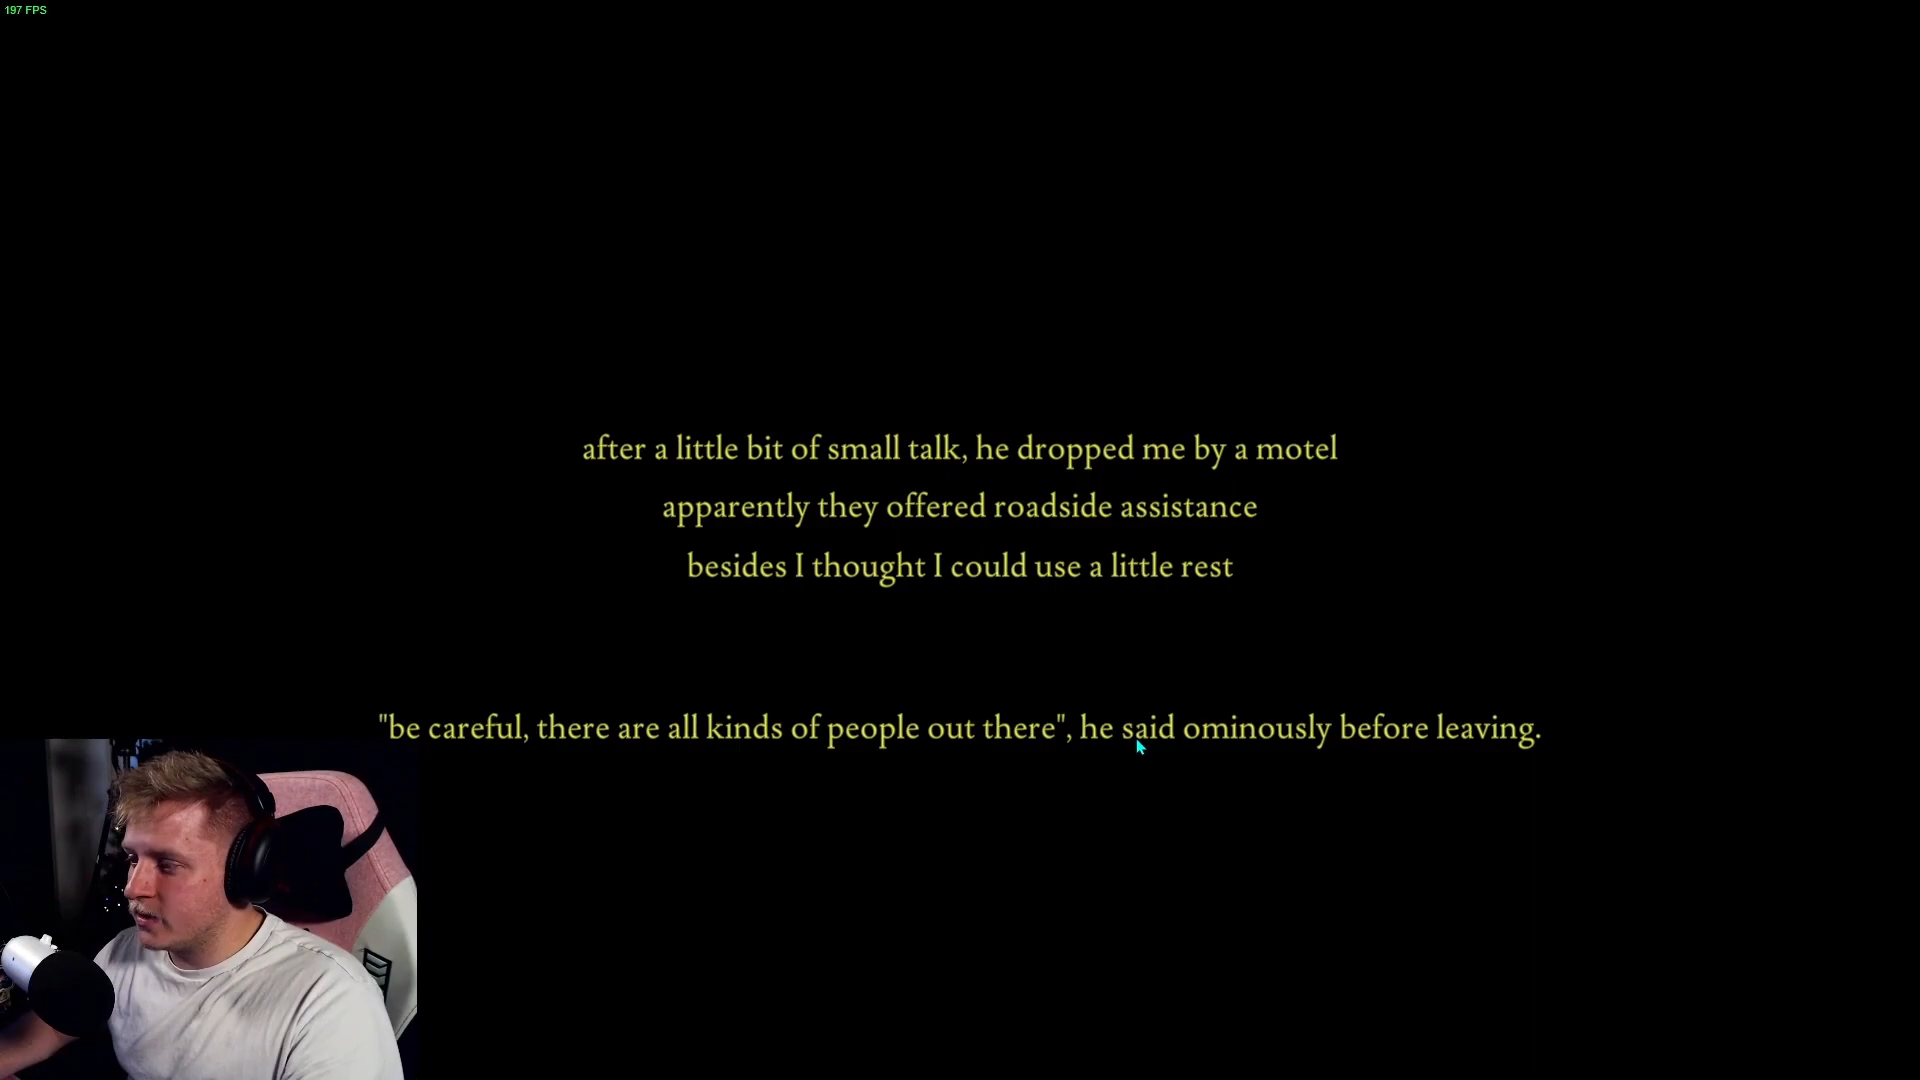 197 FPS
after a little bit of small talk, he dropped me by a motel
apparently they offered roadside assistance
besides I thought I could use a little rest
"be careful, there are all kinds of people out there", he said ominously before leaving.